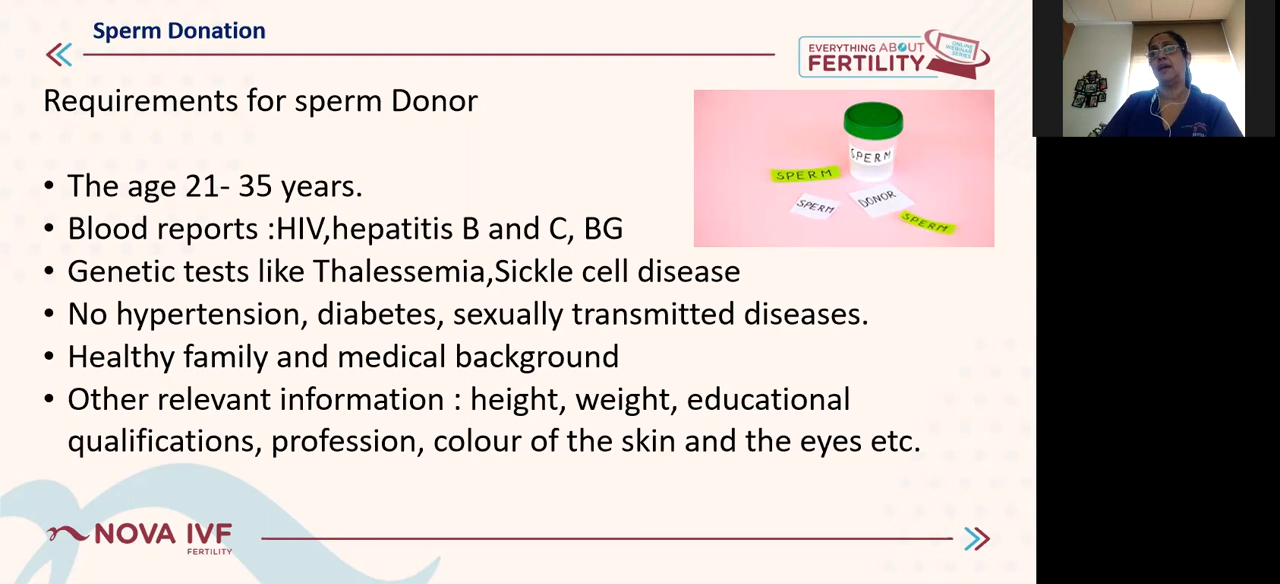 Sperm Donation
EVERYTHING ABOUT
FERTILITY
ONLINE
WEBINAR
SERIES
Requirements for sperm Donor
SPERM
SPERM
SPERM
DONOR
SPERM
• The age 21- 35 years.
• Blood reports :HIV,hepatitis B and C, BG
• Genetic tests like Thalessemia,Sickle cell disease
• No hypertension, diabetes, sexually transmitted diseases.
• Healthy family and medical background
• Other relevant information : height, weight, educational
qualifications, profession, colour of the skin and the eyes etc.
NOVA IVF
FERTILITY